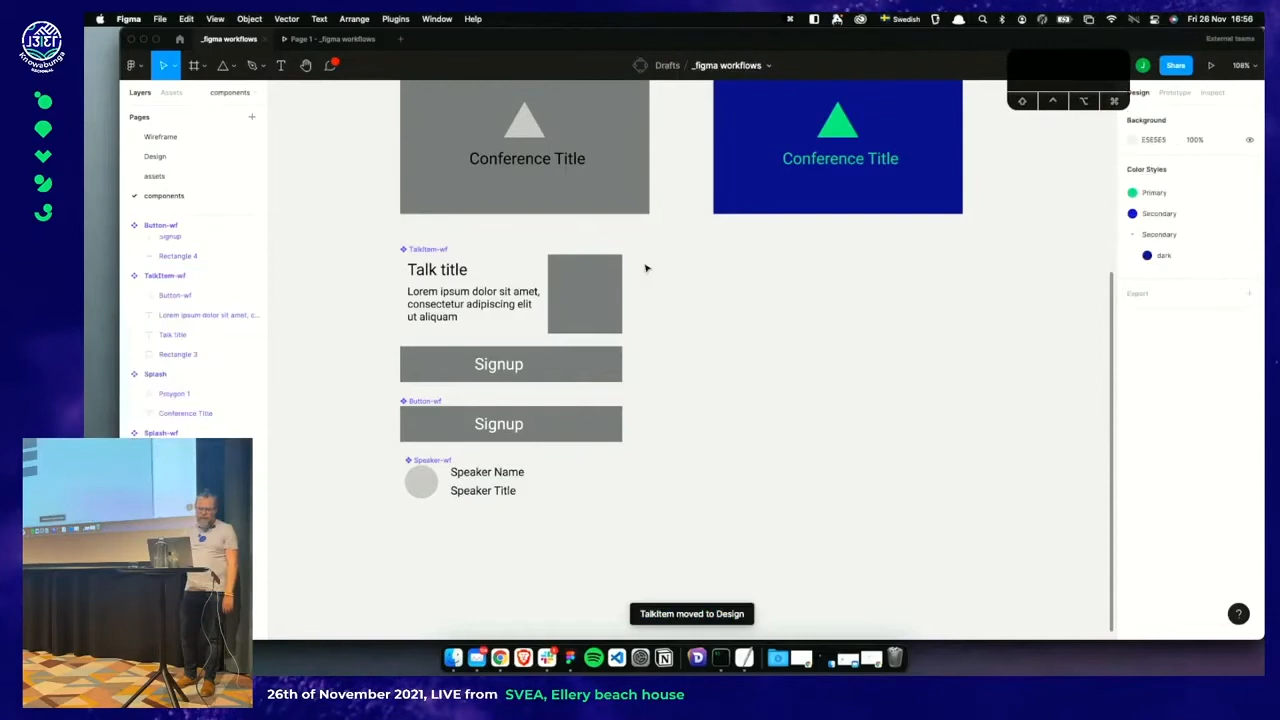 Figma File Edit View Object Vector Text Arrange Plugins Window Help
Swedish
Fri 26 Nov 16:56
Knowabunga
_figma workflows
Page 1 - _figma workflows
External teams
Drafts / _figma workflows
J
Share
108%
Layers Assets
components
Design Prototype Inspect
Pages
Wireframe
Design
assets
components
Button-wf
Signup
Rectangle 4
TalkItem-wf
Button-wf
Lorem ipsum dolor sit amet, c...
Talk title
Rectangle 3
Splash
Polygon 1
Conference Title
Splash-wf
Conference Title
Conference Title
TalkItem-wf
Talk title
Lorem ipsum dolor sit amet,
consectetur adipiscing elit
ut aliquam
Signup
Button-wf
Signup
Speaker-wf
Speaker Name
Speaker Title
TalkItem moved to Design
Background
E5E5E5 100%
Color Styles
Primary
Secondary
Secondary
dark
Export
?
26th of November 2021, LIVE from SVEA, Ellery beach house